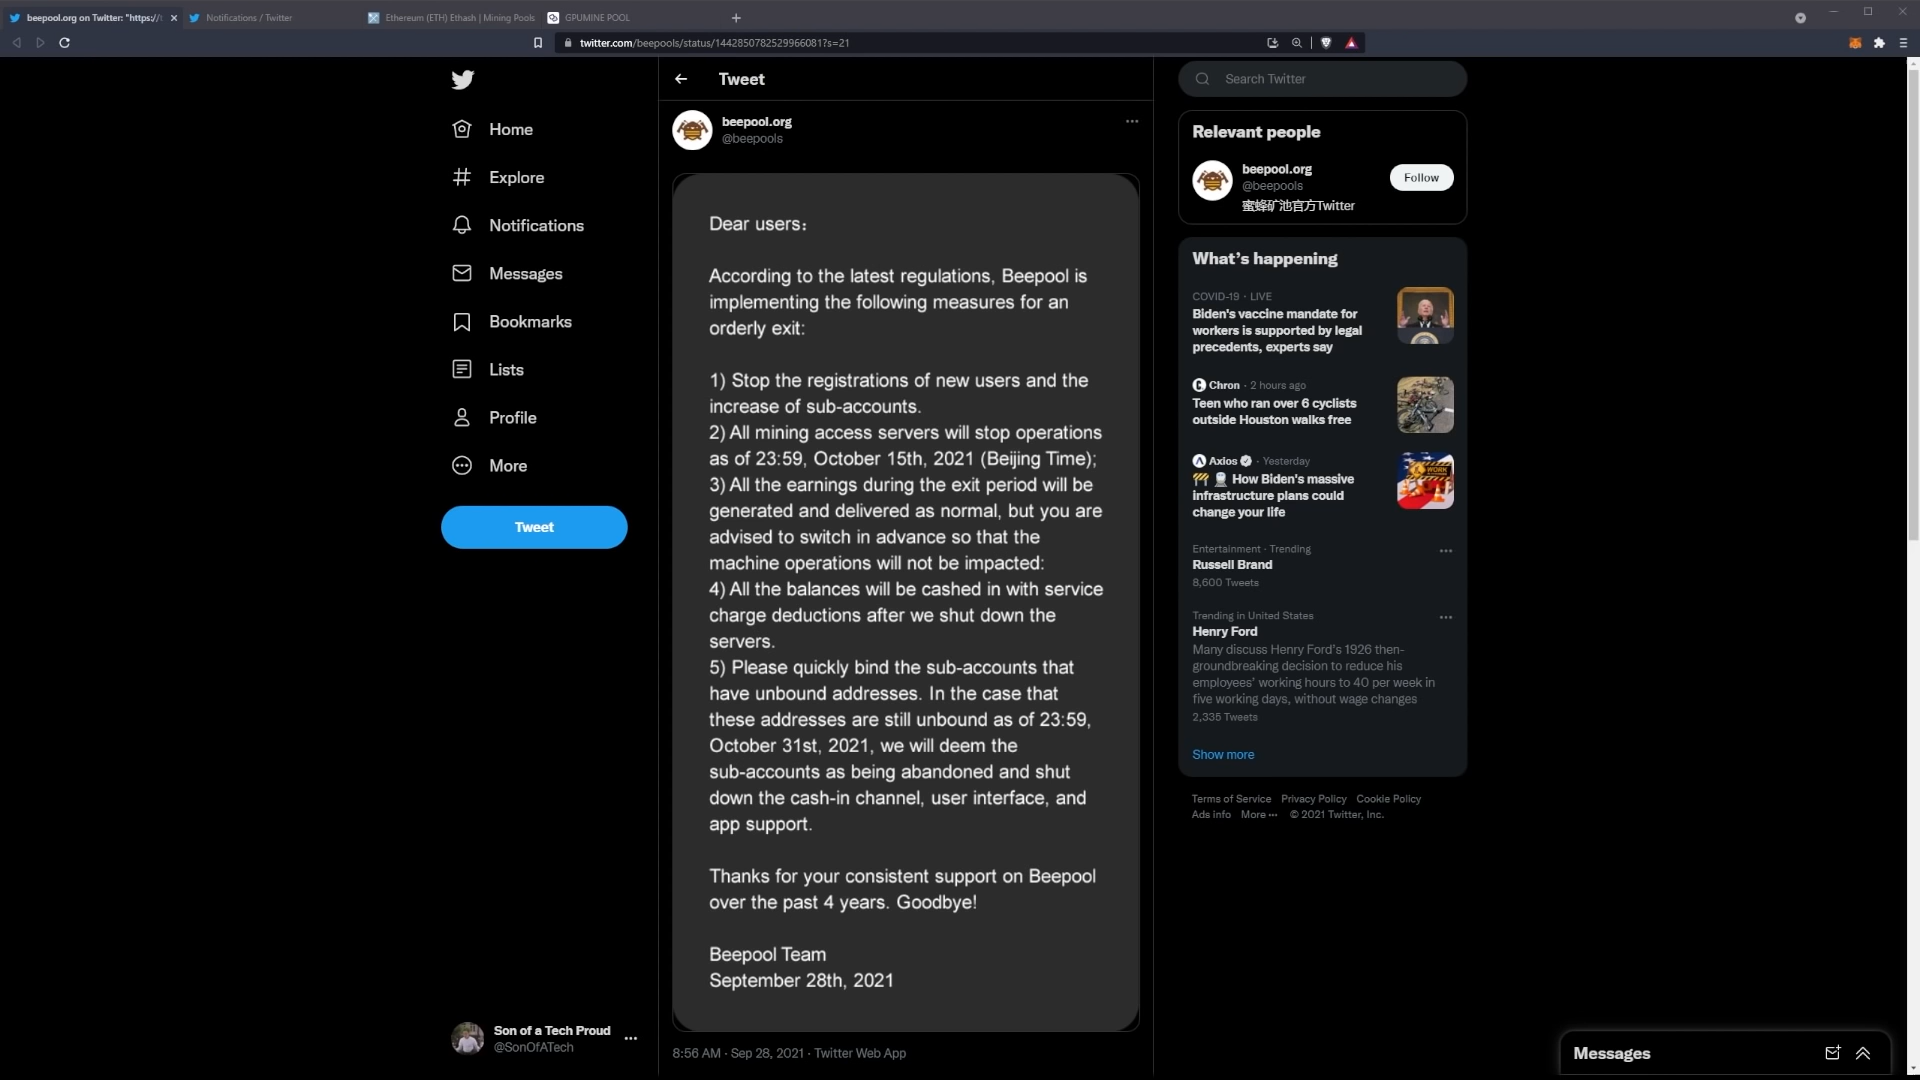 beepool.org on Twitter: "https://t
Notifications / Twitter
Ethereum (ETH) Ethash | Mining Pools
GPUMINE POOL
twitter.com/beepools/status/1442850782529966081?s=21
Home
Explore
Notifications
Messages
Bookmarks
Lists
Profile
More
Tweet
Son of a Tech Proud
@SonOfATech
Tweet
beepool.org
@beepools
Dear users：
According to the latest regulations, Beepool is
implementing the following measures for an
orderly exit:
1) Stop the registrations of new users and the
increase of sub-accounts.
2) All mining access servers will stop operations
as of 23:59, October 15th, 2021 (Beijing Time);
3) All the earnings during the exit period will be
generated and delivered as normal, but you are
advised to switch in advance so that the
machine operations will not be impacted:
4) All the balances will be cashed in with service
charge deductions after we shut down the
servers.
5) Please quickly bind the sub-accounts that
have unbound addresses. In the case that
these addresses are still unbound as of 23:59,
October 31st, 2021, we will deem the
sub-accounts as being abandoned and shut
down the cash-in channel, user interface, and
app support.
Thanks for your consistent support on Beepool
over the past 4 years. Goodbye!
Beepool Team
September 28th, 2021
8:56 AM · Sep 28, 2021 · Twitter Web App
Search Twitter
Relevant people
beepool.org
@beepools
Follow
蜜蜂矿池官方Twitter
What's happening
COVID-19 · LIVE
Biden's vaccine mandate for
workers is supported by legal
precedents, experts say
Chron · 2 hours ago
Teen who ran over 6 cyclists
outside Houston walks free
Axios · Yesterday
How Biden's massive
infrastructure plans could
change your life
Entertainment · Trending
Russell Brand
8,600 Tweets
Trending in United States
Henry Ford
Many discuss Henry Ford's 1926 then-
groundbreaking decision to reduce his
employees' working hours to 40 per week in
five working days, without wage changes
2,335 Tweets
Show more
Terms of Service Privacy Policy Cookie Policy
Ads info More ··· © 2021 Twitter, Inc.
Messages